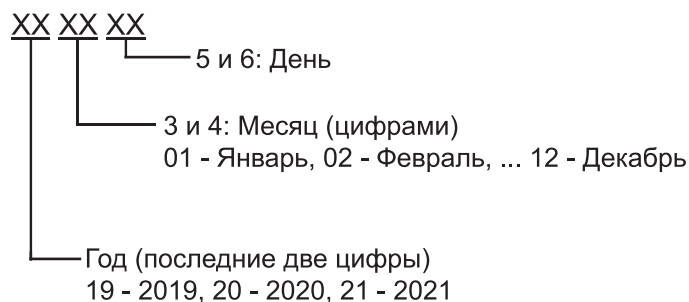 XX XX XX
5 и 6: День
3 и 4: Месяц (цифрами)
01 - Январь, 02 - Февраль, ... 12 - Декабрь
Год (последние две цифры)
19 - 2019, 20 - 2020, 21 - 2021